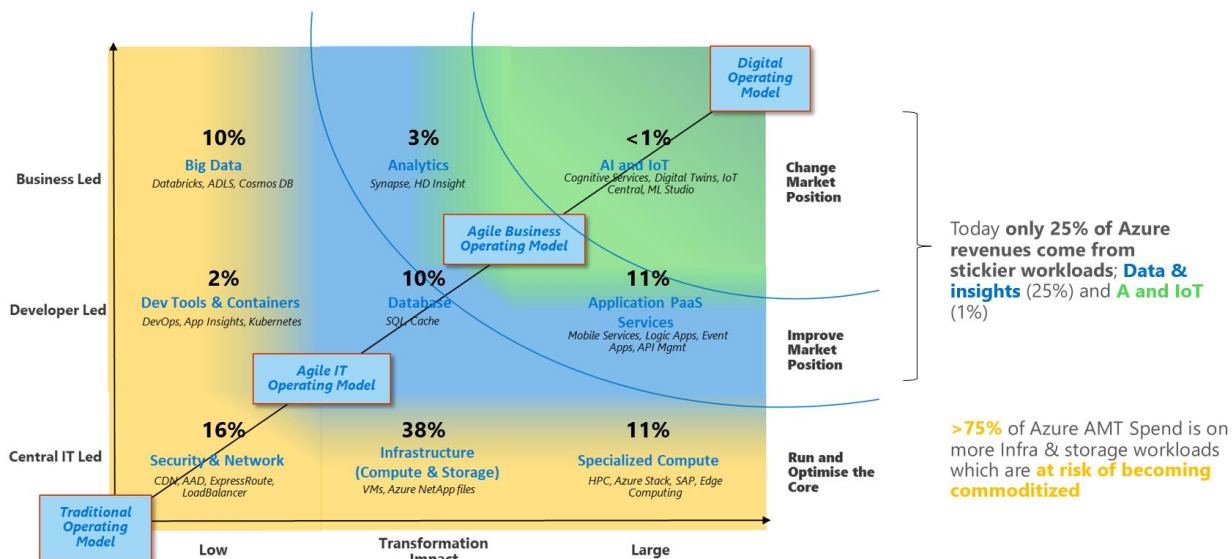 Digital
Operating
Model
10%
Big Data
Databricks, ADLS, Cosmos DB
3%
Analytics
Synapse, HD Insight
<1%
AI and IoT
Cognitive Services, Digital Twins, IoT
Central, ML Studio
Business Led
Change
Market
Position
Agile Business
Operating Model
2%
Dev Tools & Containers
DevOps, App Insights, Kubernetes
10%
Database
SQL, Cache
11%
Application PaaS
Services
Mobile Services, Logic Apps, Event
Apps, API Mgmt
Developer Led
Improve
Market
Position
Agile IT
Operating Model
16%
Security & Network
CDN, AAD, ExpressRoute,
LoadBalancer
38%
Infrastructure
(Compute & Storage)
VMs, Azure NetApp files
11%
Specialized Compute
HPC, Azure Stack, SAP, Edge
Computing
Central IT Led
Run and
Optimise the
Core
Traditional
Operating
Model
Low
Transformation
Impact
Large
Today only 25% of Azure
revenues come from
stickier workloads; Data &
insights (25%) and A and IoT
(1%)
>75% of Azure AMT Spend is on
more Infra & storage workloads
which are at risk of becoming
commoditized